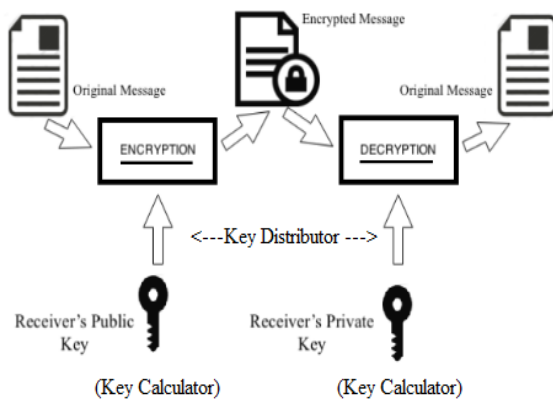 Encrypted Message
Original Message
Original Message
ENCRYPTION
DECRYPTION
<---Key Distributor --->
Receiver's Public
Key
Receiver's Private
Key
(Key Calculator)
(Key Calculator)